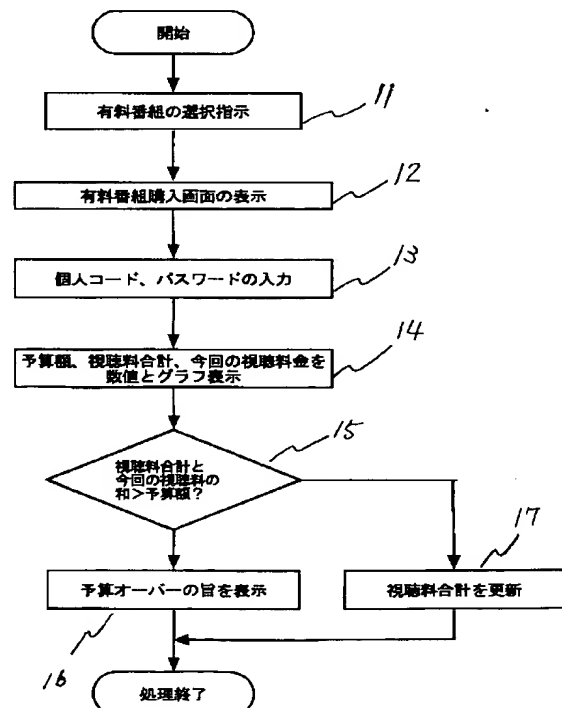 開始
有料番組の選択指示
11
有料番組購入画面の表示
12
個人コード、パスワードの入力
13
予算額、視聴料合計、今回の視聴料金を
数値とグラフ表示
14
視聴料合計と
今回の視聴料の
和＞予算額？
15
予算オーバーの旨を表示
16
視聴料合計を更新
17
処理終了